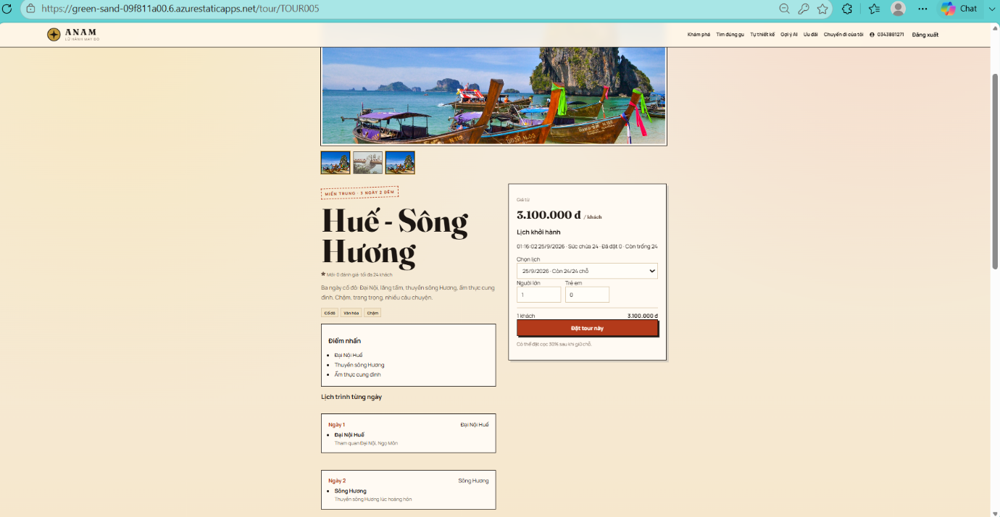 https://green-sand-09f811a00.6.azurestaticapps.net/tour/TOUR005
Chat
ANAM
LỮ HÀNH MAY ĐO
Khám phá Tìm đúng gu Tự thiết kế Gợi ý AI Ưu đãi Chuyến đi của tôi 0343881271 Đăng xuất
N.112
N.55
MIỀN TRUNG · 3 NGÀY 2 ĐÊM
Huế - Sông
Hương
Mới· 0 đánh giá· tối đa 24 khách
Ba ngày cố đô: Đại Nội, lăng tẩm, thuyền sông Hương, ẩm thực cung
đình. Chậm, trang trọng, nhiều câu chuyện.
Cố đô Văn hóa Chậm
Điểm nhấn
Đại Nội Huế
Thuyền sông Hương
Ẩm thực cung đình
Lịch trình từng ngày
Ngày 1 Đại Nội Huế
Đại Nội Huế
Tham quan Đại Nội, Ngọ Môn
Ngày 2 Sông Hương
Sông Hương
Thuyền sông Hương lúc hoàng hôn
Giá từ
3.100.000 đ / khách
Lịch khởi hành
01:16:02 25/9/2026 · Sức chứa 24 · Đã đặt 0 · Còn trống 24
Chọn lịch
25/9/2026 · Còn 24/24 chỗ
Người lớn Trẻ em
1 0
1 khách 3.100.000 đ
Đặt tour này
Có thể đặt cọc 30% sau khi giữ chỗ.